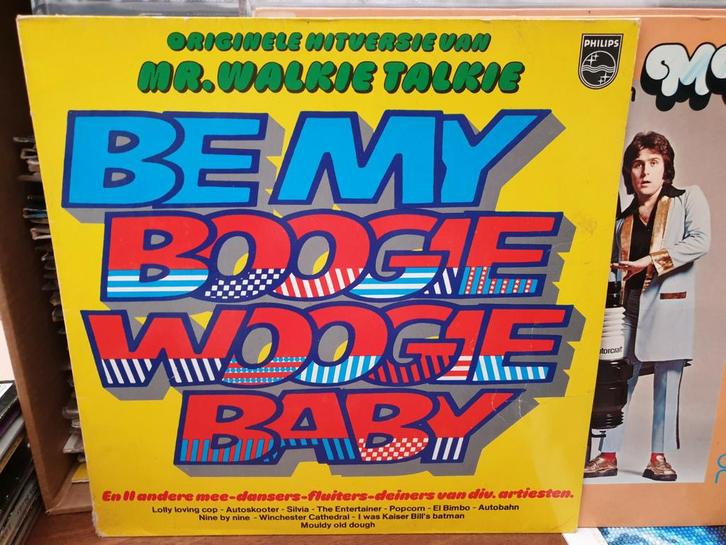 ORIGINELE HITVERSIE VAN
MR. WALKIE TALKIE
PHILIPS
BE MY
BOOGIE
WOOGIE
BABY
En 11 andere mee-dansers-fluiters-deiners van div. artiesten.
Lolly loving cop - Autoskooter - Silvia - The Entertainer - Popcorn - El Bimbo - Autobahn
Nine by nine - Winchester Cathedral - I was Kaiser Bill's batman
Mouldy old dough